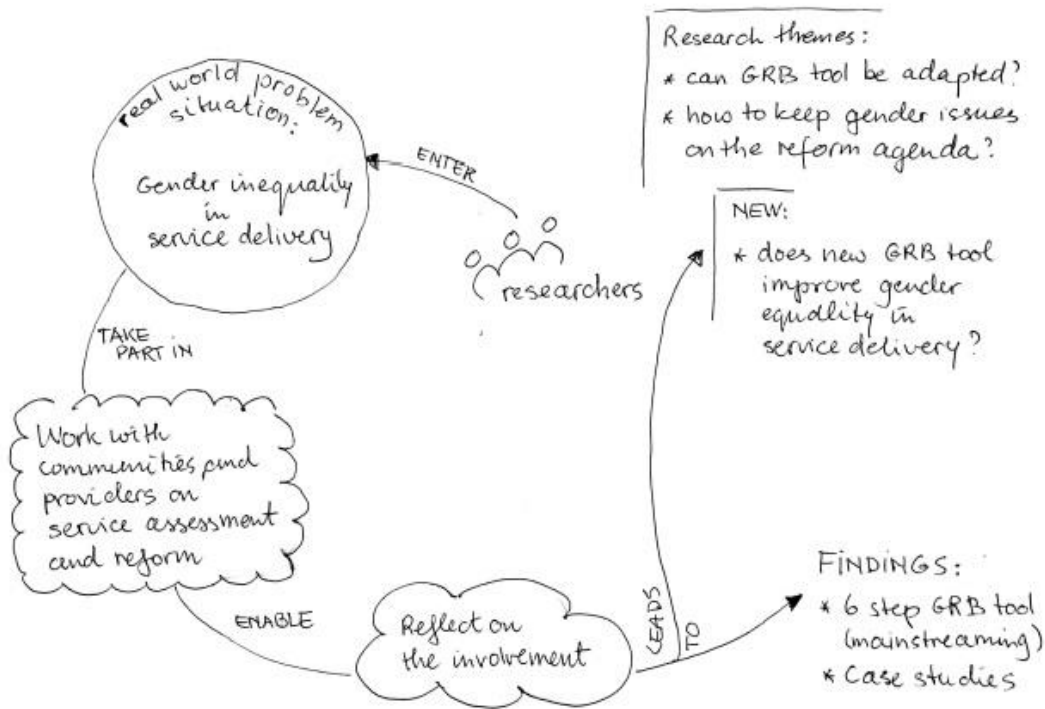 real world problem
situation:
Gender inequality
in
service delivery
ENTER
researchers
Research themes:
* can GRB tool be adapted?
* how to keep gender issues
on the reform agenda?
NEW:
* does new GRB tool
improve gender
equality in
service delivery?
TAKE
PART IN
Work with
communities and
providers on
service assessment
and reform
ENABLE
Reflect on
the involvement
LEADS
TO
FINDINGS:
* 6 step GRB tool
(mainstreaming)
* Case studies